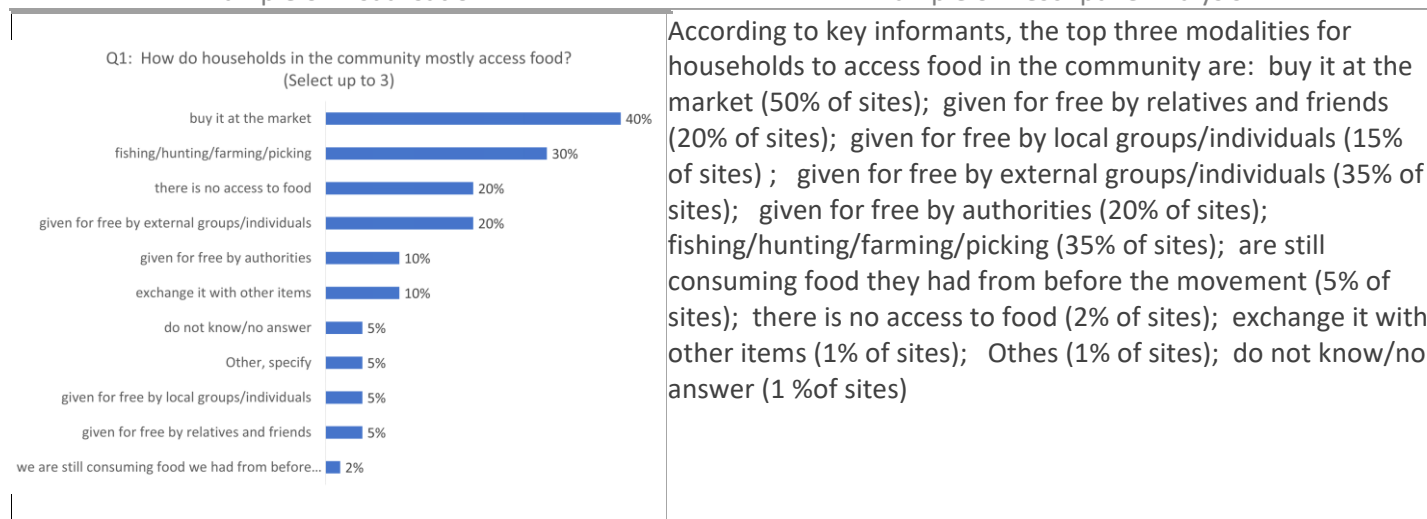 Q1: How do households in the community mostly access food?
(Select up to 3)
buy it at the market 40%
fishing/hunting/farming/picking 30%
there is no access to food 20%
given for free by external groups/individuals 20%
given for free by authorities 10%
exchange it with other items 10%
do not know/no answer 5%
Other, specify 5%
given for free by local groups/individuals 5%
given for free by relatives and friends 5%
we are still consuming food we had from before... 2%
According to key informants, the top three modalities for
households to access food in the community are: buy it at the
market (50% of sites); given for free by relatives and friends
(20% of sites); given for free by local groups/individuals (15%
of sites) ; given for free by external groups/individuals (35% of
sites); given for free by authorities (20% of sites);
fishing/hunting/farming/picking (35% of sites); are still
consuming food they had from before the movement (5% of
sites); there is no access to food (2% of sites); exchange it with
other items (1% of sites); Othes (1% of sites); do not know/no
answer (1 %of sites)